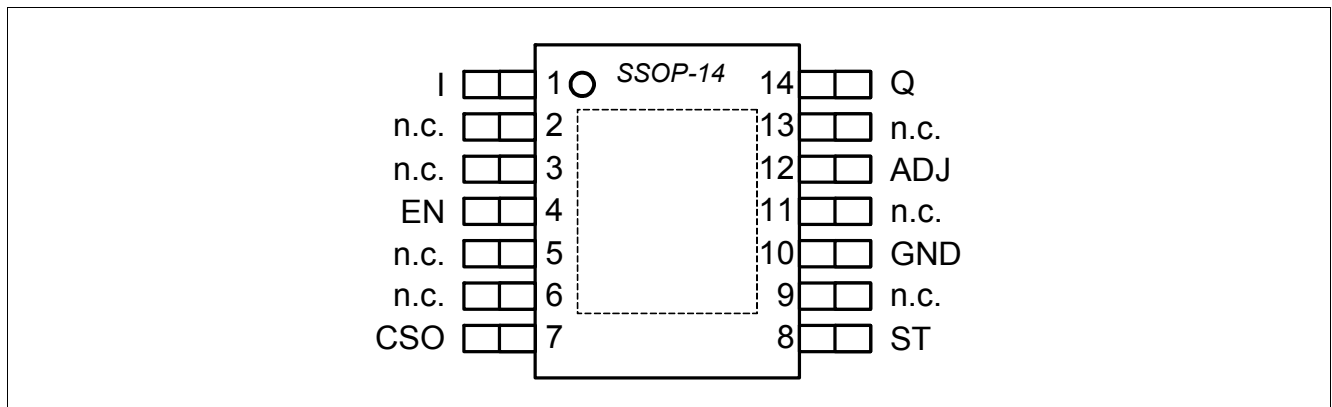 SSOP-14
I 1 14 Q
n.c. 2 13 n.c.
n.c. 3 12 ADJ
EN 4 11 n.c.
n.c. 5 10 GND
n.c. 6 9 n.c.
CSO 7 8 ST